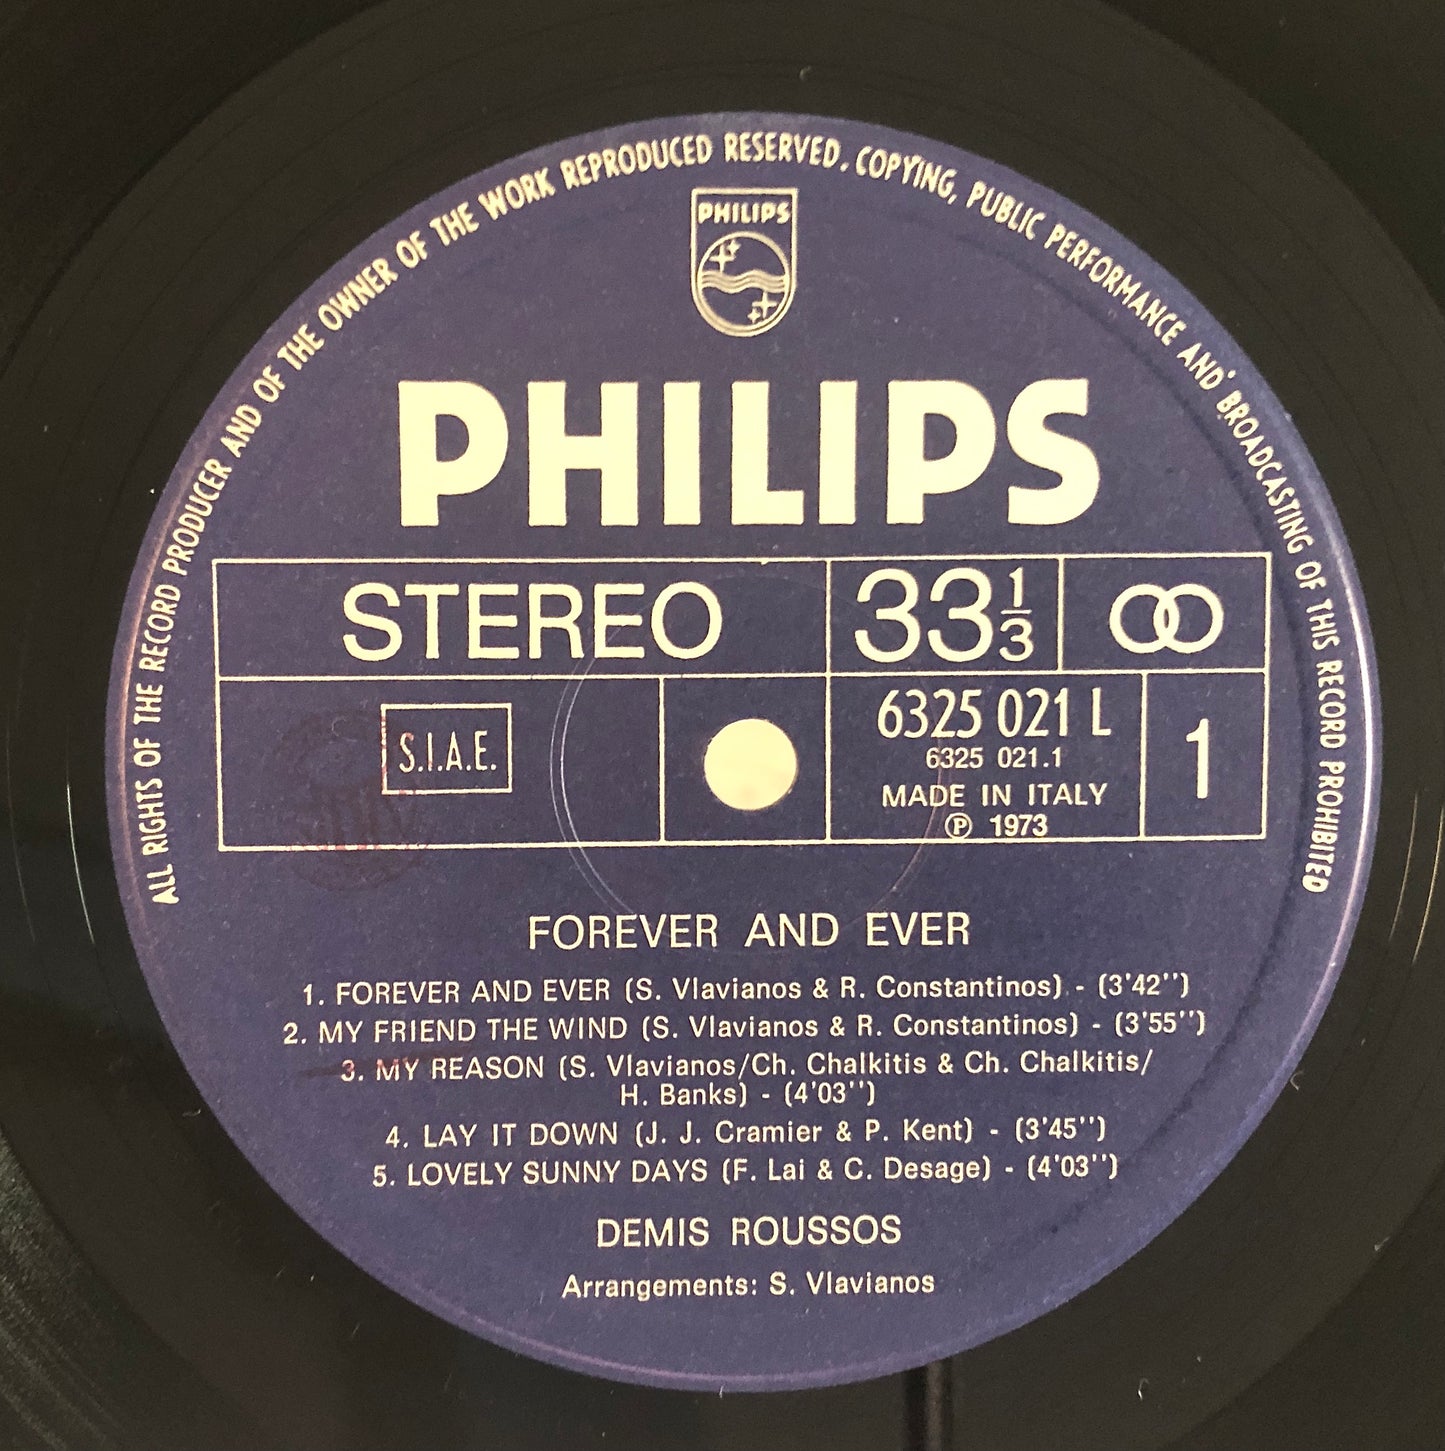 ALL RIGHTS OF THE RECORD PRODUCER AND OF THE OWNER OF THE WORK REPRODUCED RESERVED. COPYING, PUBLIC PERFORMANCE AND BROADCASTING OF THIS RECORD PROHIBITED
PHILIPS
PHILIPS
STEREO 33 1/3
S.I.A.E. 6325 021 L 1
6325 021.1
MADE IN ITALY
℗ 1973
FOREVER AND EVER
1. FOREVER AND EVER (S. Vlavianos & R. Constantinos) - (3'42'')
2. MY FRIEND THE WIND (S. Vlavianos & R. Constantinos) - (3'55'')
3. MY REASON (S. Vlavianos/Ch. Chalkitis & Ch. Chalkitis/
H. Banks) - (4'03'')
4. LAY IT DOWN (J. J. Cramier & P. Kent) - (3'45'')
5. LOVELY SUNNY DAYS (F. Lai & C. Desage) - (4'03'')
DEMIS ROUSSOS
Arrangements: S. Vlavianos